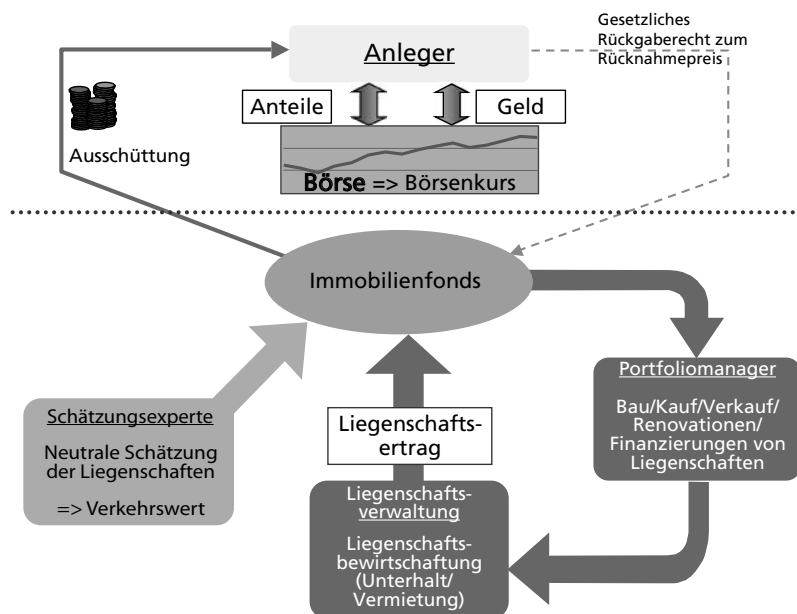 Gesetzliches
Rückgaberecht zum
Rücknahmepreis
Anleger
Anteile
Geld
Ausschüttung
Börse => Börsenkurs
Immobilienfonds
Portfoliomanager
Bau/Kauf/Verkauf/
Renovationen/
Finanzierungen von
Liegenschaften
Schätzungsexperte
Neutrale Schätzung
der Liegenschaften
=> Verkehrswert
Liegenschafts-
ertrag
Liegenschafts-
verwaltung
Liegenschafts-
bewirtschaftung
(Unterhalt/
Vermietung)